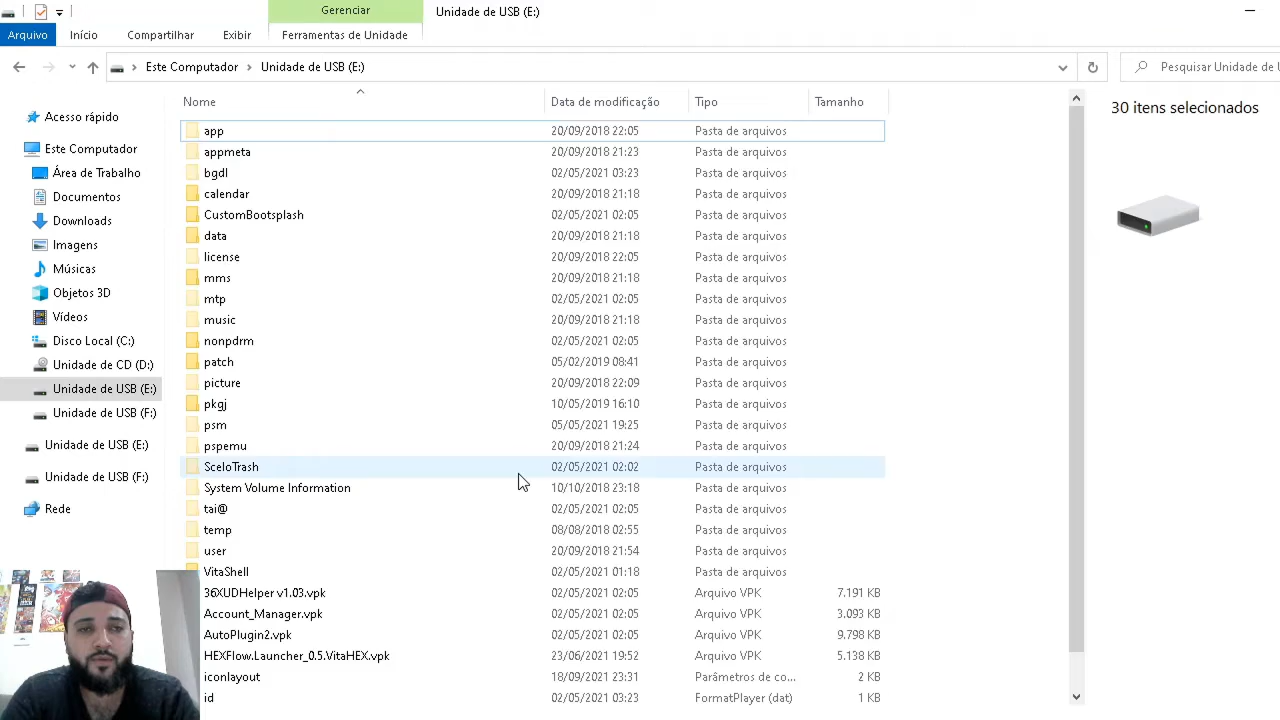 Gerenciar
Unidade de USB (E:)
Arquivo Início Compartilhar Exibir Ferramentas de Unidade
Este Computador Unidade de USB (E:)
Pesquisar Unidade de U
Nome Data de modificação Tipo Tamanho
30 itens selecionados
Acesso rápido
Este Computador
Área de Trabalho
Documentos
Downloads
Imagens
Músicas
Objetos 3D
Vídeos
Disco Local (C:)
Unidade de CD (D:)
Unidade de USB (E:)
Unidade de USB (F:)
Unidade de USB (E:)
Unidade de USB (F:)
Rede
app 20/09/2018 22:05 Pasta de arquivos
appmeta 20/09/2018 21:23 Pasta de arquivos
bgdl 02/05/2021 03:23 Pasta de arquivos
calendar 20/09/2018 21:18 Pasta de arquivos
CustomBootsplash 02/05/2021 02:05 Pasta de arquivos
data 20/09/2018 21:18 Pasta de arquivos
license 20/09/2018 22:05 Pasta de arquivos
mms 20/09/2018 21:18 Pasta de arquivos
mtp 02/05/2021 02:05 Pasta de arquivos
music 20/09/2018 21:18 Pasta de arquivos
nonpdrm 02/05/2021 02:05 Pasta de arquivos
patch 05/02/2019 08:41 Pasta de arquivos
picture 20/09/2018 22:09 Pasta de arquivos
pkgj 10/05/2019 16:10 Pasta de arquivos
psm 05/05/2021 19:25 Pasta de arquivos
pspemu 20/09/2018 21:24 Pasta de arquivos
SceIoTrash 02/05/2021 02:02 Pasta de arquivos
System Volume Information 10/10/2018 23:18 Pasta de arquivos
tai@ 02/05/2021 02:05 Pasta de arquivos
temp 08/08/2018 02:55 Pasta de arquivos
user 20/09/2018 21:54 Pasta de arquivos
VitaShell 02/05/2021 01:18 Pasta de arquivos
36XUDHelper v1.03.vpk 02/05/2021 02:05 Arquivo VPK 7.191 KB
Account_Manager.vpk 02/05/2021 02:05 Arquivo VPK 3.093 KB
AutoPlugin2.vpk 02/05/2021 02:05 Arquivo VPK 9.798 KB
HEXFlow.Launcher_0.5.VitaHEX.vpk 23/06/2021 19:52 Arquivo VPK 5.138 KB
iconlayout 18/09/2021 23:31 Parâmetros de co... 2 KB
id 02/05/2021 03:23 FormatPlayer (dat) 1 KB